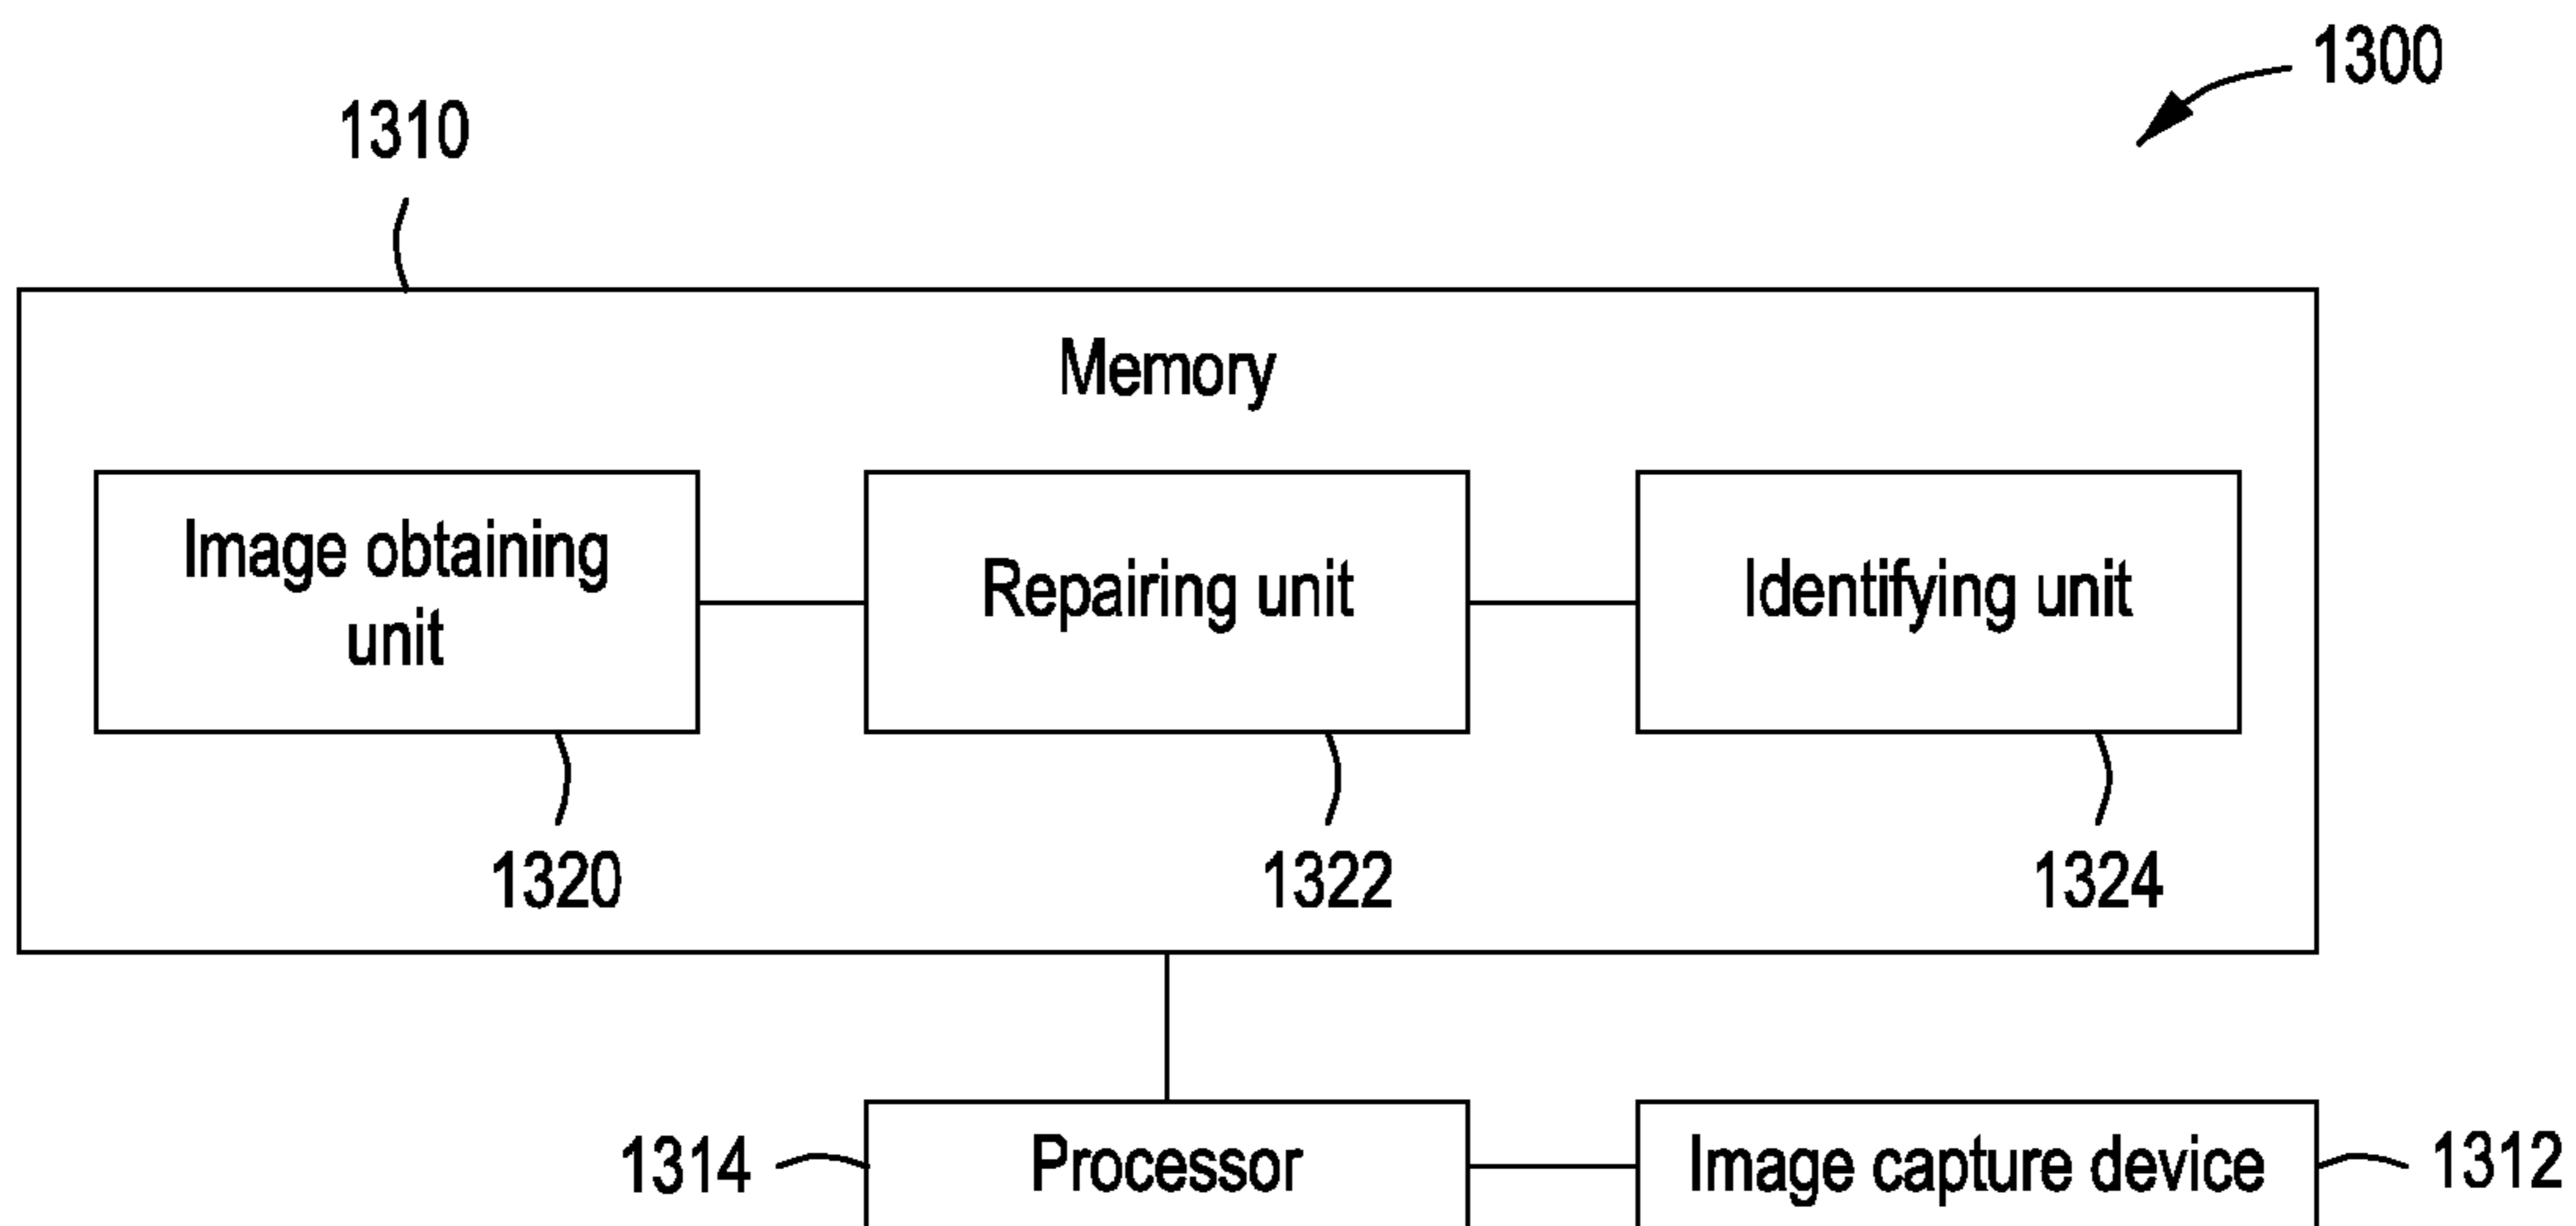 1300
1310
Memory
Image obtaining
unit
Repairing unit
Identifying unit
1320
1322
1324
1314
Processor
Image capture device
1312